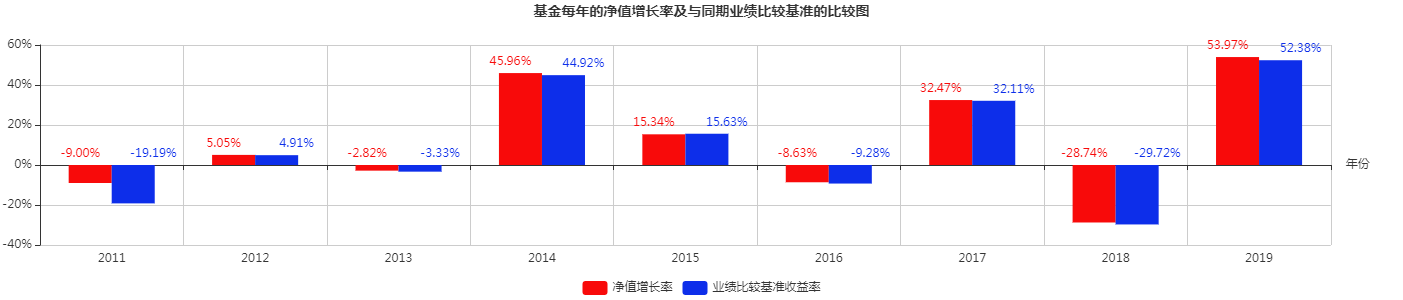 基金每年的净值增长率及与同期业绩比较基准的比较图
60%
40%
20%
0%
-20%
-40%
-9.00% -19.19% 5.05% 4.91% -2.82% -3.33% 45.96% 44.92% 15.34% 15.63% -8.63% -9.28% 32.47% 32.11% -28.74% -29.72% 53.97% 52.38%
年份
2011 2012 2013 2014 2015 2016 2017 2018 2019
净值增长率 业绩比较基准收益率